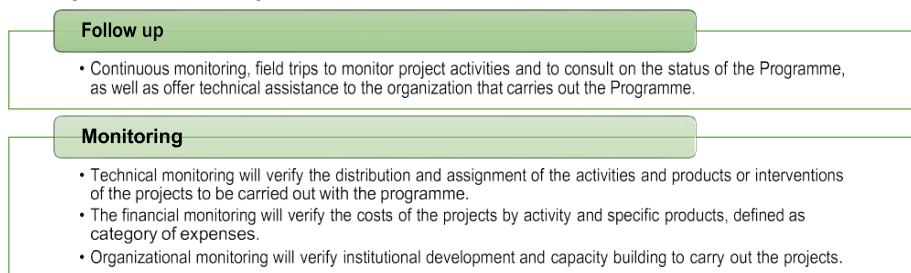 Follow up
• Continuous monitoring, field trips to monitor project activities and to consult on the status of the Programme,
as well as offer technical assistance to the organization that carries out the Programme.
Monitoring
• Technical monitoring will verify the distribution and assignment of the activities and products or interventions
of the projects to be carried out with the programme.
• The financial monitoring will verify the costs of the projects by activity and specific products, defined as
category of expenses.
• Organizational monitoring will verify institutional development and capacity building to carry out the projects.